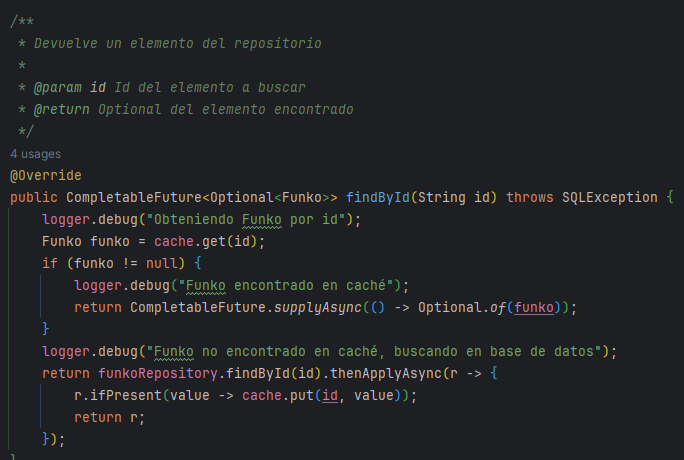 /**
 * Devuelve un elemento del repositorio
 *
 * @param id Id del elemento a buscar
 * @return Optional del elemento encontrado
 */
4 usages
@Override
public CompletableFuture<Optional<Funko>> findById(String id) throws SQLException {
    logger.debug("Obteniendo Funko por id");
    Funko funko = cache.get(id);
    if (funko != null) {
        logger.debug("Funko encontrado en caché");
        return CompletableFuture.supplyAsync(() -> Optional.of(funko));
    }
    logger.debug("Funko no encontrado en caché, buscando en base de datos");
    return funkoRepository.findById(id).thenApplyAsync(r -> {
        r.ifPresent(value -> cache.put(id, value));
        return r;
    });
}